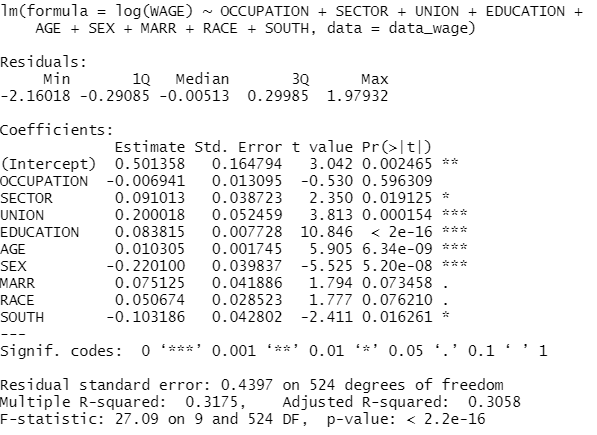 lm(formula = log(WAGE) ~ OCCUPATION + SECTOR + UNION + EDUCATION +
    AGE + SEX + MARR + RACE + SOUTH, data = data_wage)
Residuals:
     Min       1Q   Median       3Q      Max
-2.16018 -0.29085 -0.00513  0.29985  1.97932
Coefficients:
             Estimate Std. Error t value Pr(>|t|)
(Intercept)  0.501358   0.164794   3.042 0.002465 **
OCCUPATION  -0.006941   0.013095  -0.530 0.596309
SECTOR       0.091013   0.038723   2.350 0.019125 *
UNION        0.200018   0.052459   3.813 0.000154 ***
EDUCATION    0.083815   0.007728  10.846  < 2e-16 ***
AGE          0.010305   0.001745   5.905 6.34e-09 ***
SEX         -0.220100   0.039837  -5.525 5.20e-08 ***
MARR         0.075125   0.041886   1.794 0.073458 .
RACE         0.050674   0.028523   1.777 0.076210 .
SOUTH       -0.103186   0.042802  -2.411 0.016261 *
---
Signif. codes:  0 ‘***’ 0.001 ‘**’ 0.01 ‘*’ 0.05 ‘.’ 0.1 ‘ ’ 1
Residual standard error: 0.4397 on 524 degrees of freedom
Multiple R-squared:  0.3175,    Adjusted R-squared:  0.3058
F-statistic: 27.09 on 9 and 524 DF,  p-value: < 2.2e-16